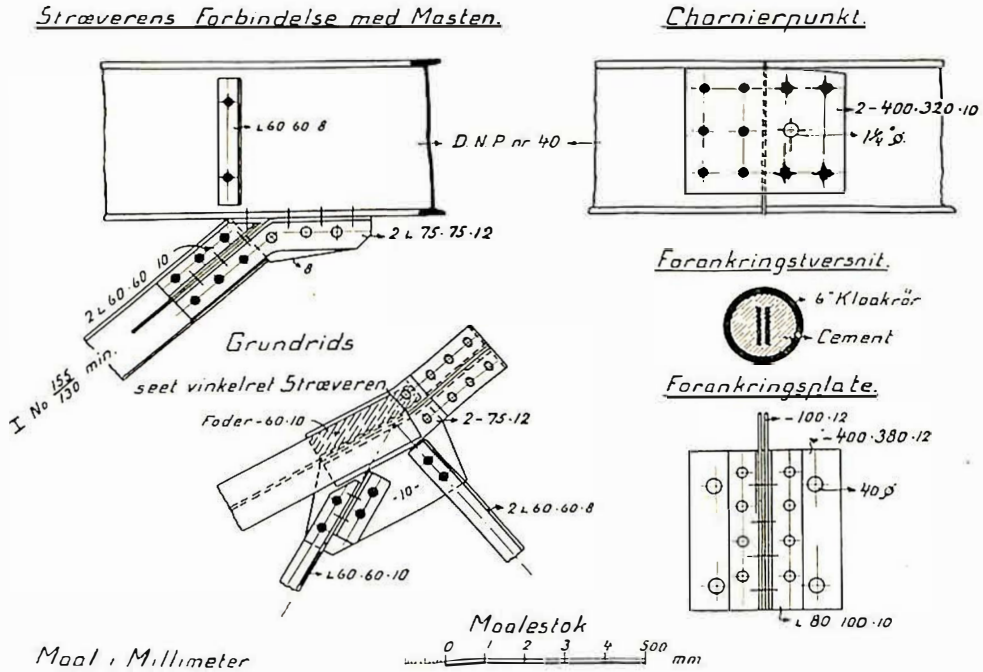 Stræverens Forbindelse med Masten.
L 60·60·8
D.N.P. nr 40
2 L 75·75·12
2 L 60·60·10
8
I No 155/130 min.
Charnierpunkt.
2-400·320·10
1¼" Ø.
Forankringstversnit.
6" Kloakrör
Cement
Grundrids
seet vinkelret Stræveren
Foder-60·10
2-75·12
-10-
2 L 60·60·8
L 60·60·10
Forankringsplate.
-100·12
-400·380·12
40 Ø
L 80 100·10
Maal i Millimeter
Maalestok
0 1 2 3 4 500 mm